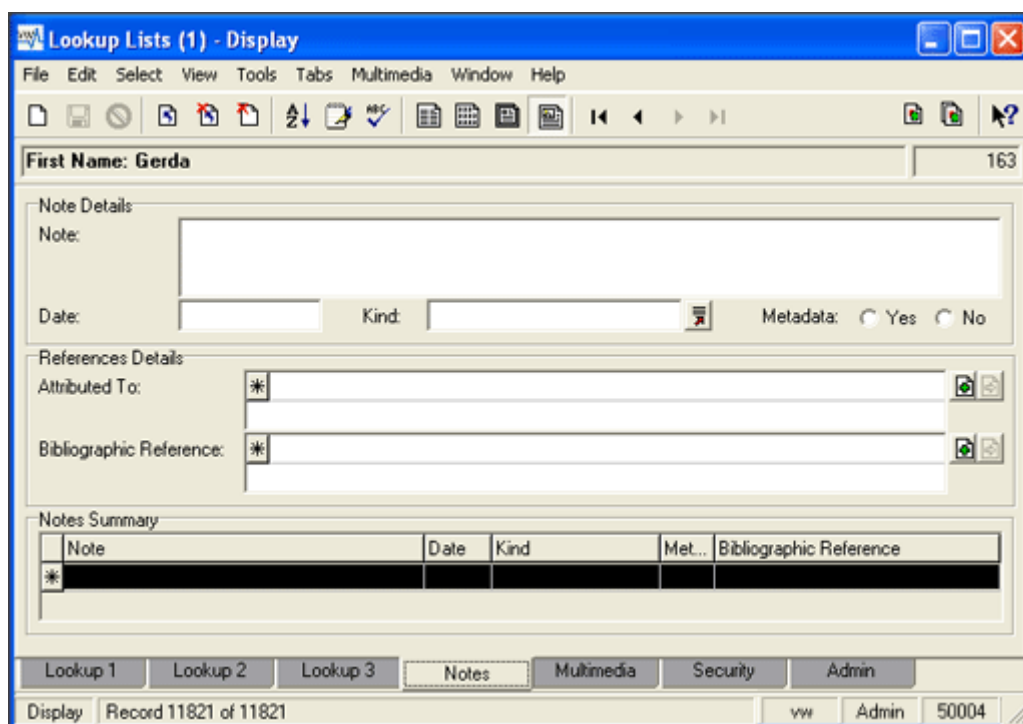 Lookup Lists (1) - Display
File Edit Select View Tools Tabs Multimedia Window Help
First Name: Gerda 163
Note Details
Note:
Date: Kind: Metadata: Yes No
References Details
Attributed To:
Bibliographic Reference:
Notes Summary
Note Date Kind Met... Bibliographic Reference
Lookup 1 Lookup 2 Lookup 3 Notes Multimedia Security Admin
Display Record 11821 of 11821 vw Admin 50004